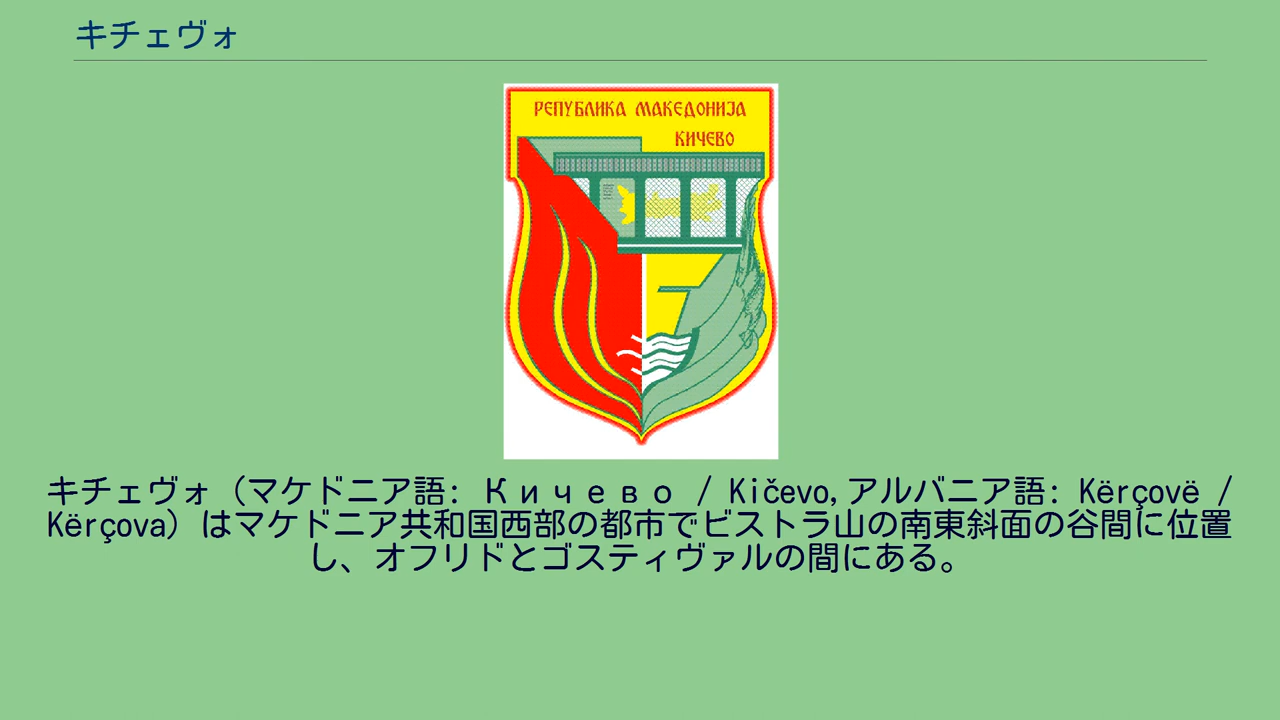 キチェヴォ
РЕПУБЛИКА МАКЕДОНИЈА
КИЧЕВО
キチェヴォ（マケドニア語: Кичево / Kičevo,アルバニア語: Kërçovë /
Kërçova）はマケドニア共和国西部の都市でビストラ山の南東斜面の谷間に位置
し、オフリドとゴスティヴァルの間にある。